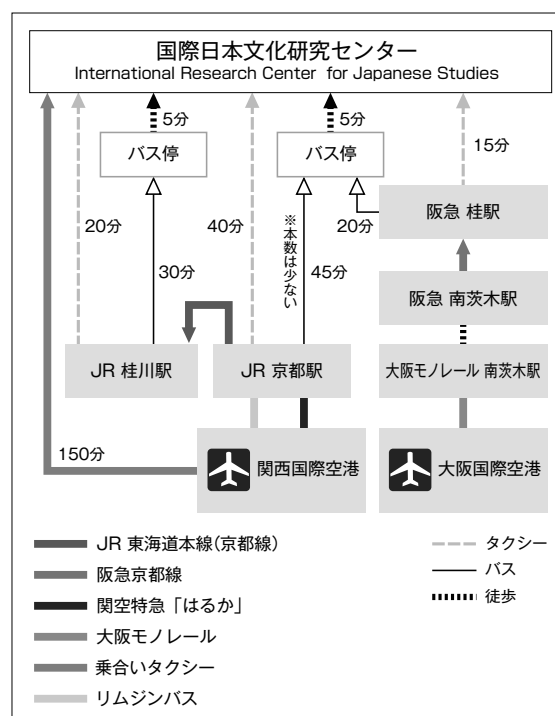 国際日本文化研究センター
International Research Center for Japanese Studies
5分
5分
15分
バス停
バス停
20分
40分
※本数は少ない
20分
阪急 桂駅
30分
45分
阪急 南茨木駅
JR 桂川駅
JR 京都駅
大阪モノレール 南茨木駅
150分
関西国際空港
大阪国際空港
JR 東海道本線(京都線)
阪急京都線
関空特急「はるか」
大阪モノレール
乗合いタクシー
リムジンバス
タクシー
バス
徒歩